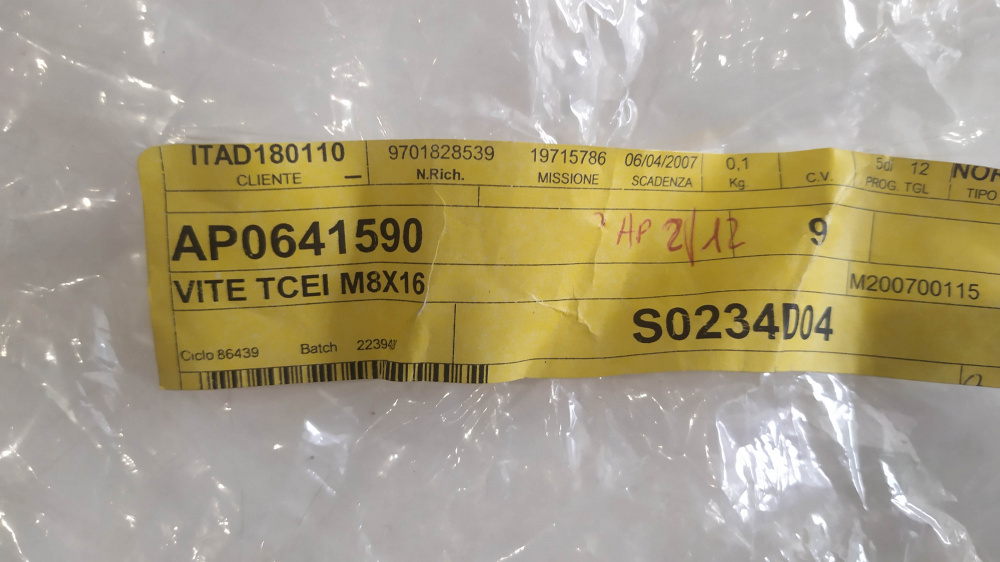 ITAD180110 9701828539 19715786 06/04/2007 0,1 5di 12
CLIENTE N.Rich. MISSIONE SCADENZA Kg C.V. PROG. TGL TIPO
AP0641590 AP 2/12 9
VITE TCEI M8X16 M200700115
S0234D04
Ciclo 86439 Batch